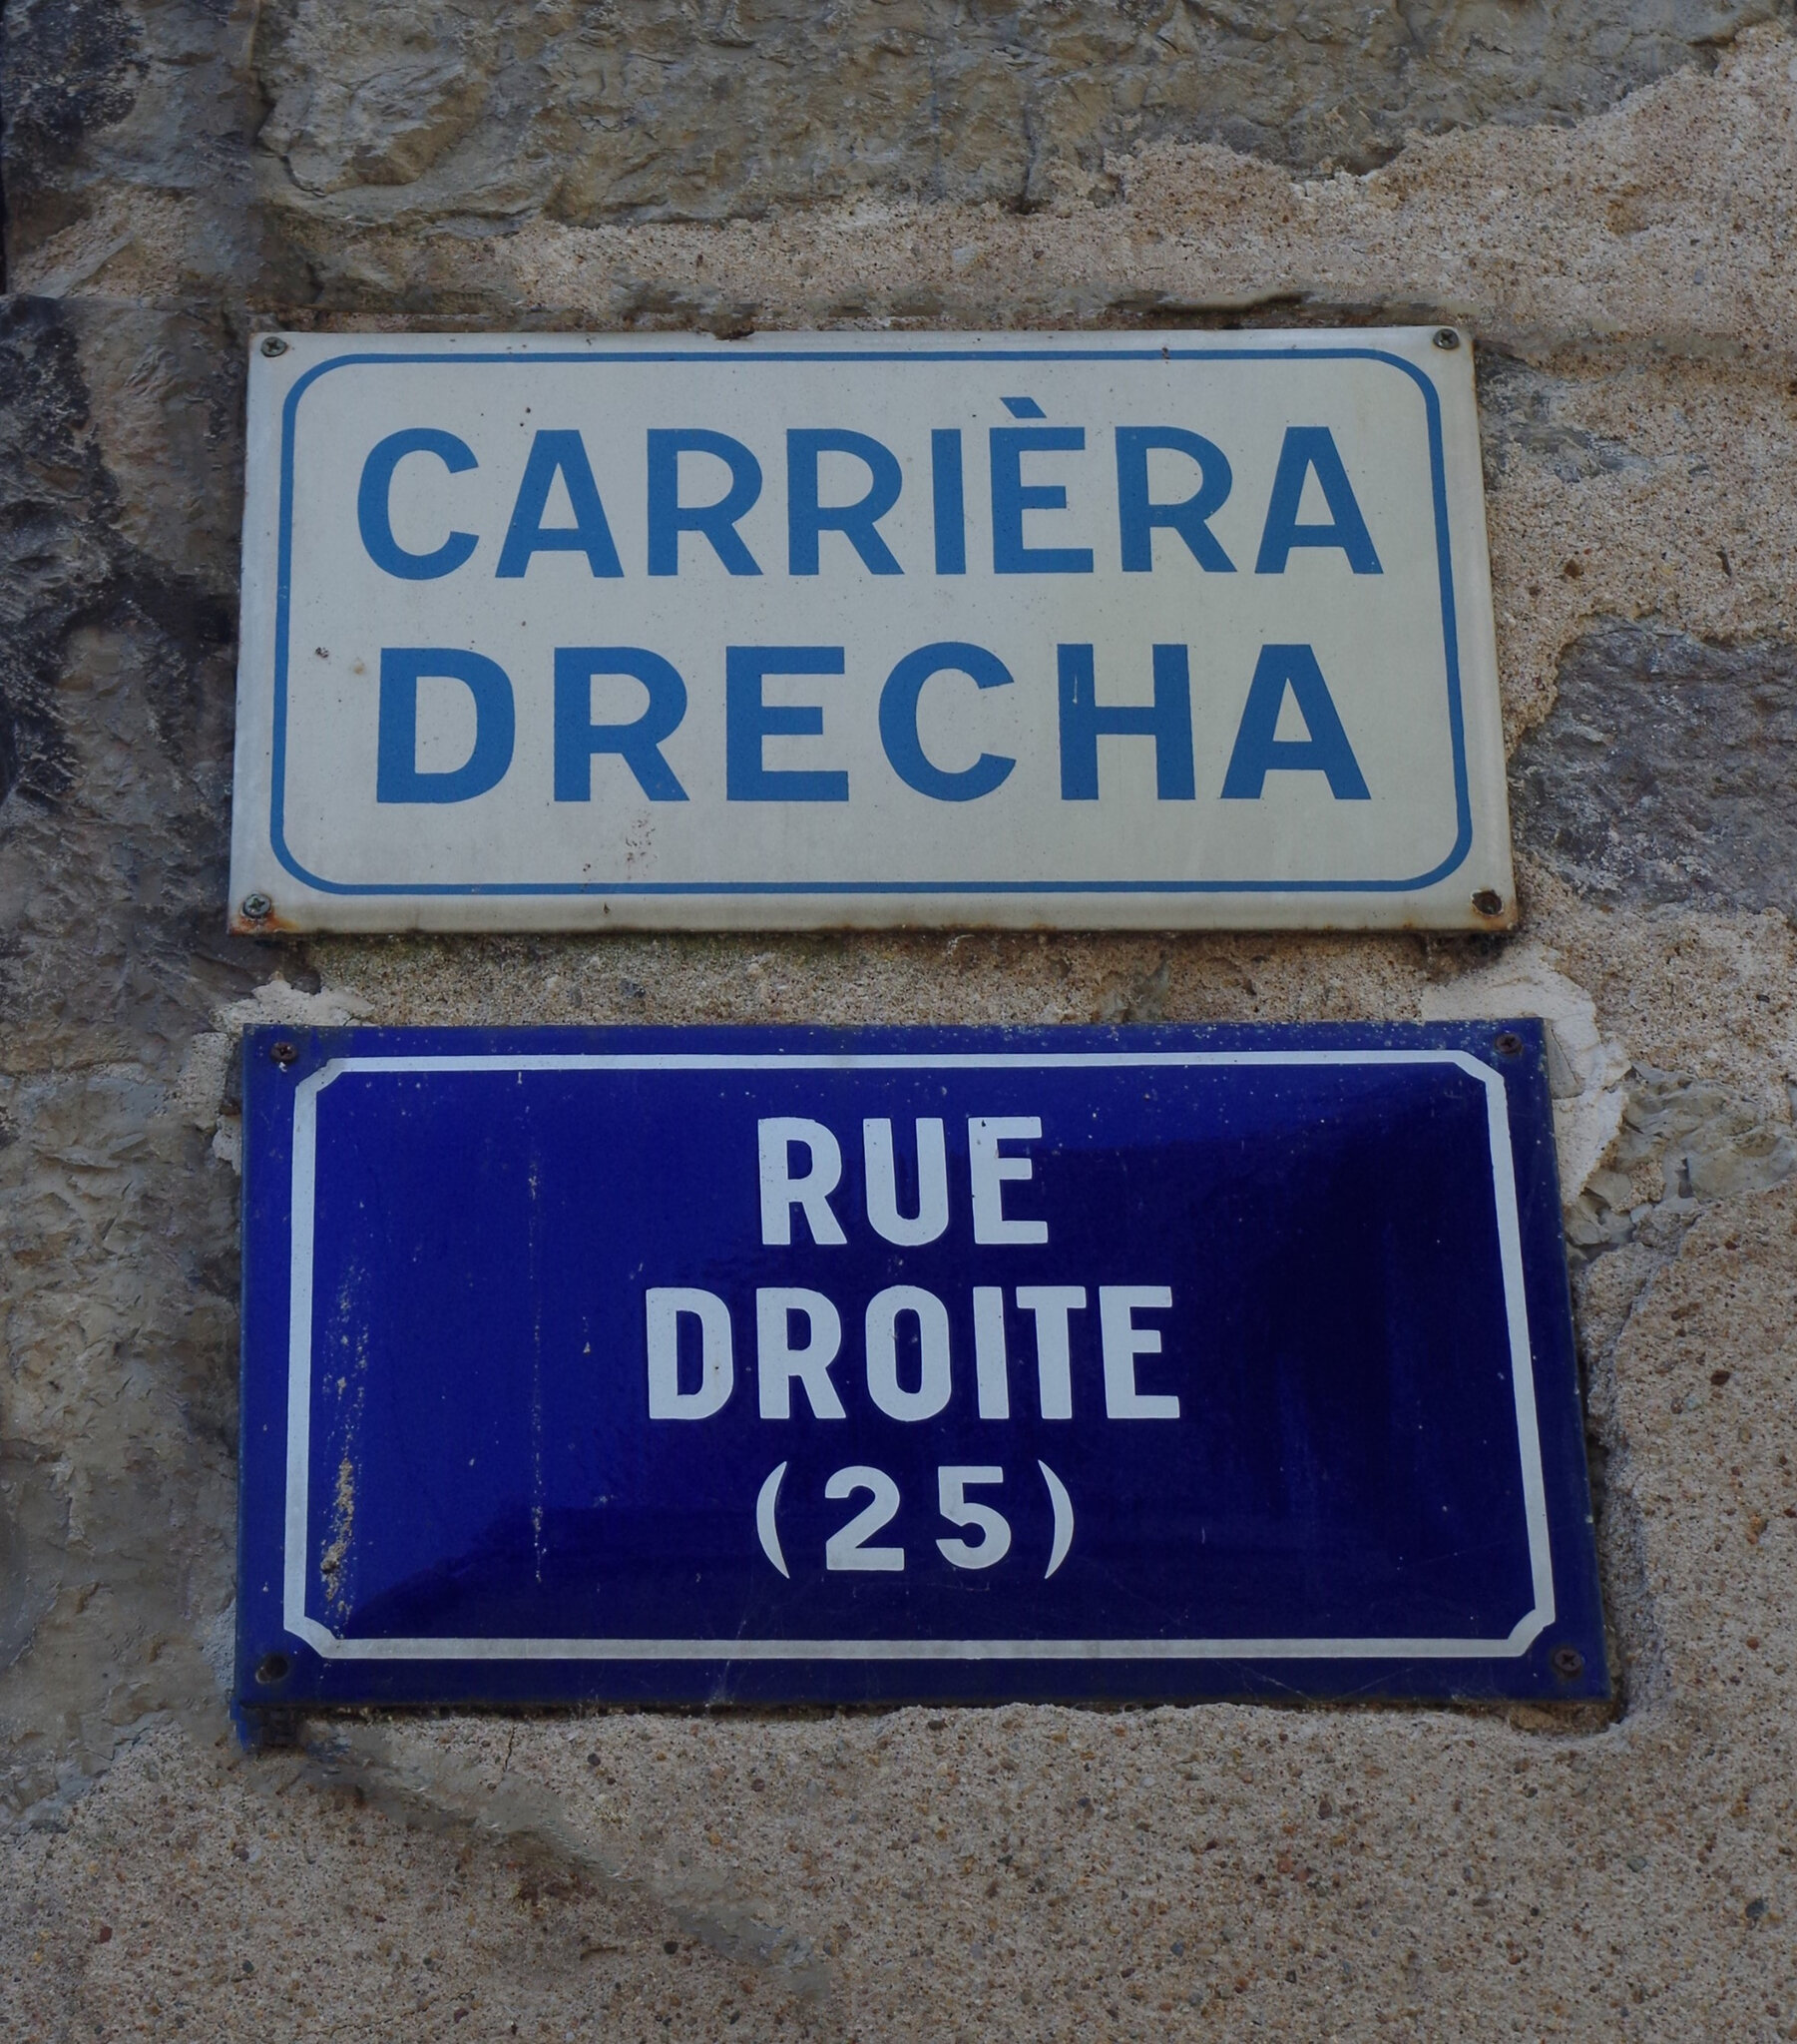 CARRIÈRA
DRECHA
RUE
DROITE
(25)